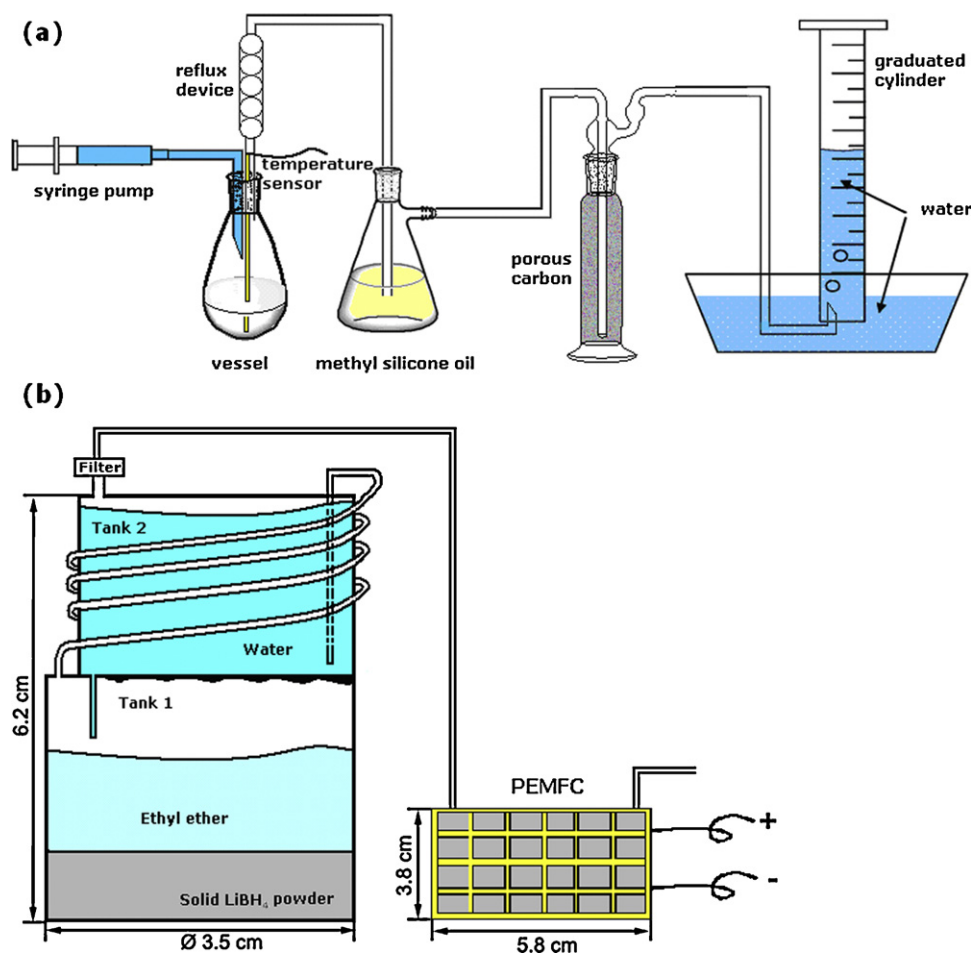 (a)
reflux
device
graduated
cylinder
temperature
sensor
syringe pump
water
porous
carbon
vessel
methyl silicone oil
(b)
Filter
Tank 2
Water
Tank 1
6.2 cm
PEMFC
Ethyl ether
+
3.8 cm
-
Solid LiBH₄ powder
Ø 3.5 cm
5.8 cm